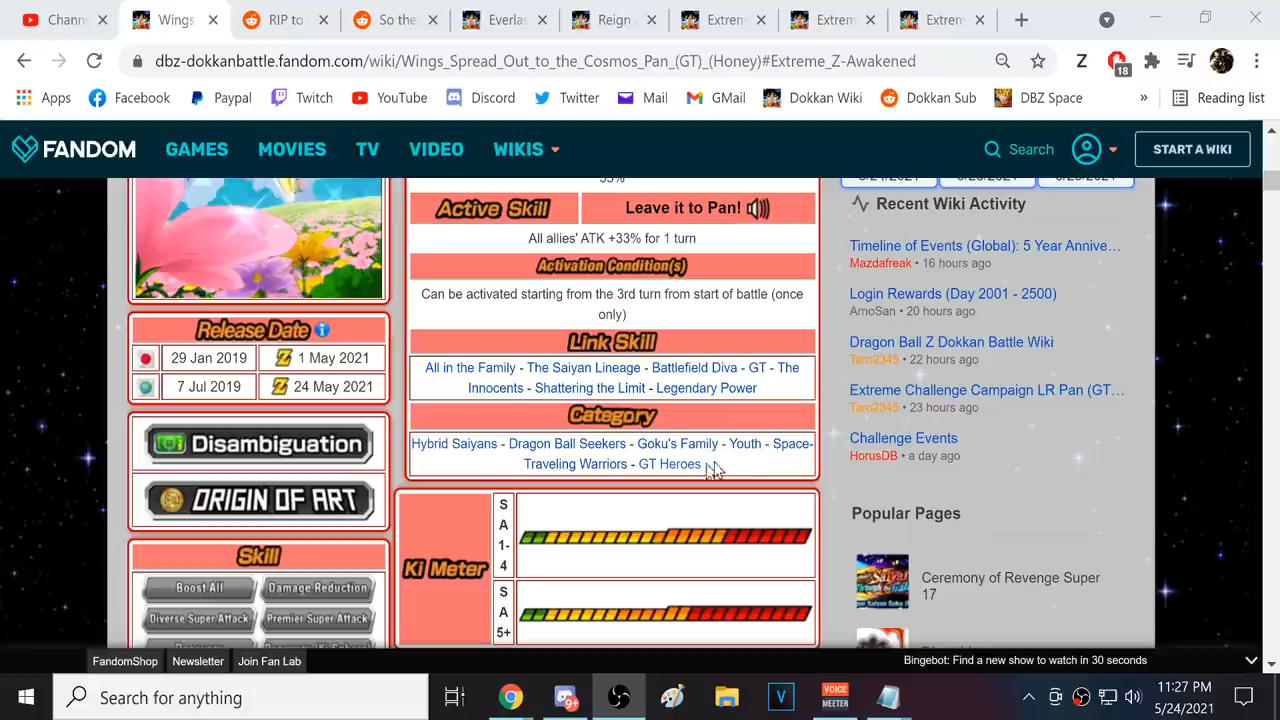 Channe
Wings
RIP to
So the
Everlas
Reign
Extrem
Extrem
Extrem
dbz-dokkanbattle.fandom.com/wiki/Wings_Spread_Out_to_the_Cosmos_Pan_(GT)_(Honey)#Extreme_Z-Awakened
Z
18
Apps
Facebook
Paypal
Twitch
YouTube
Discord
Twitter
Mail
GMail
Dokkan Wiki
Dokkan Sub
DBZ Space
»
Reading list
FANDOM
GAMES
MOVIES
TV
VIDEO
WIKIS
Search
START A WIKI
Active Skill
Leave it to Pan!
All allies' ATK +33% for 1 turn
Activation Condition(s)
Can be activated starting from the 3rd turn from start of battle (once
only)
Link Skill
All in the Family - The Saiyan Lineage - Battlefield Diva - GT - The
Innocents - Shattering the Limit - Legendary Power
Category
Hybrid Saiyans - Dragon Ball Seekers - Goku's Family - Youth - Space-
Traveling Warriors - GT Heroes
Ki Meter
S
A
1-
4
S
A
5+
Release Date
29 Jan 2019
Z 1 May 2021
7 Jul 2019
Z 24 May 2021
Disambiguation
ORIGIN OF ART
Skill
Boost All
Damage Reduction
Diverse Super Attack
Premier Super Attack
Recent Wiki Activity
Timeline of Events (Global): 5 Year Annive…
Mazdafreak • 16 hours ago
Login Rewards (Day 2001 - 2500)
ArnoSan • 20 hours ago
Dragon Ball Z Dokkan Battle Wiki
Taro2345 • 22 hours ago
Extreme Challenge Campaign LR Pan (GT…
Taro2345 • 23 hours ago
Challenge Events
HorusDB • a day ago
Popular Pages
Ceremony of Revenge Super
17
FandomShop
Newsletter
Join Fan Lab
Bingebot: Find a new show to watch in 30 seconds
Search for anything
9+
V
VOICE
MEETER
11:27 PM
5/24/2021